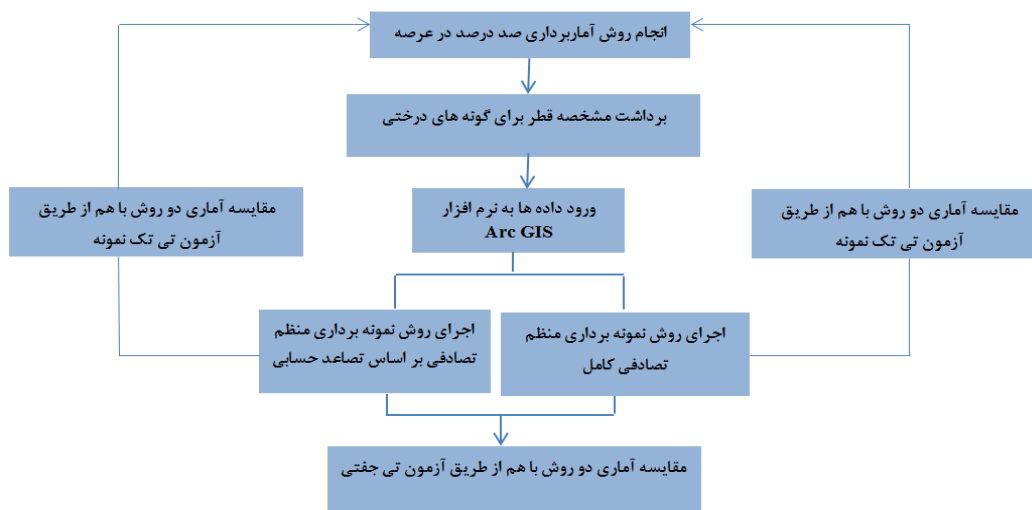 انجام روش آماربرداری صد درصد در عرصه
برداشت مشخصه قطر برای گونه های درختی
ورود داده ها به نرم افزار
Arc GIS
مقایسه آماری دو روش با هم از طریق
آزمون تی تک نمونه
مقایسه آماری دو روش با هم از طریق
آزمون تی تک نمونه
اجرای روش نمونه برداری منظم
تصادفی کامل
اجرای روش نمونه برداری منظم
تصادفی بر اساس تصاعد حسابی
مقایسه آماری دو روش با هم از طریق آزمون تی جفتی